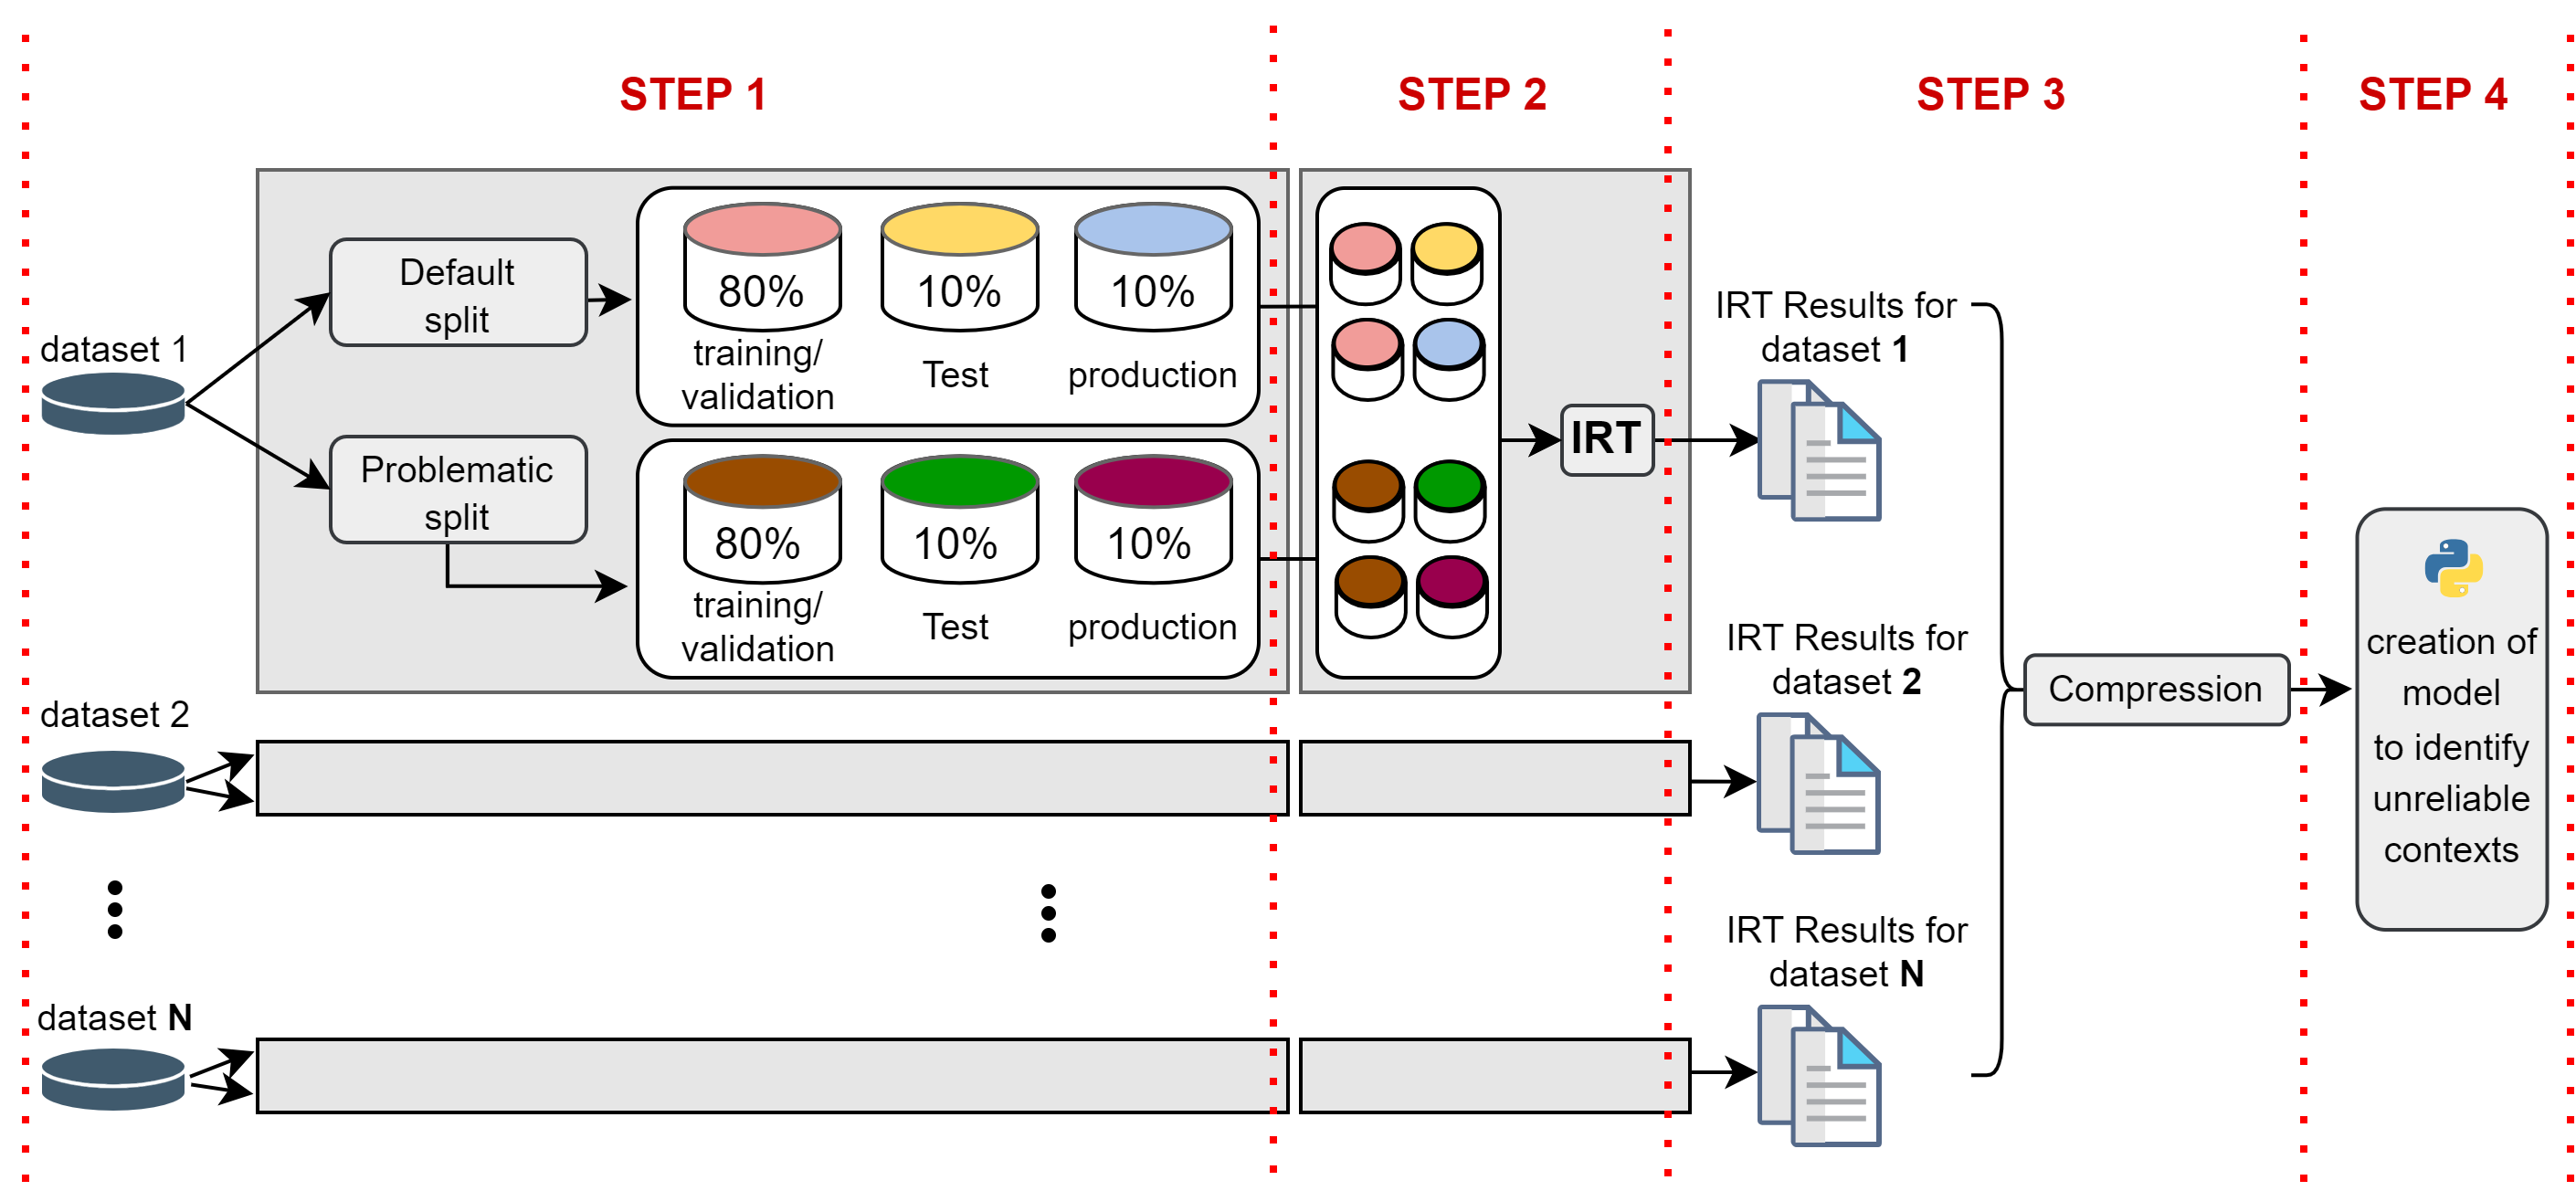 STEP 1
STEP 2
STEP 3
STEP 4
dataset 1
Default
split
80%
10%
10%
training/
validation
Test
production
Problematic
split
80%
10%
10%
training/
validation
Test
production
IRT
IRT Results for
dataset 1
dataset 2
IRT Results for
dataset 2
dataset N
IRT Results for
dataset N
Compression
creation of
model
to identify
unreliable
contexts